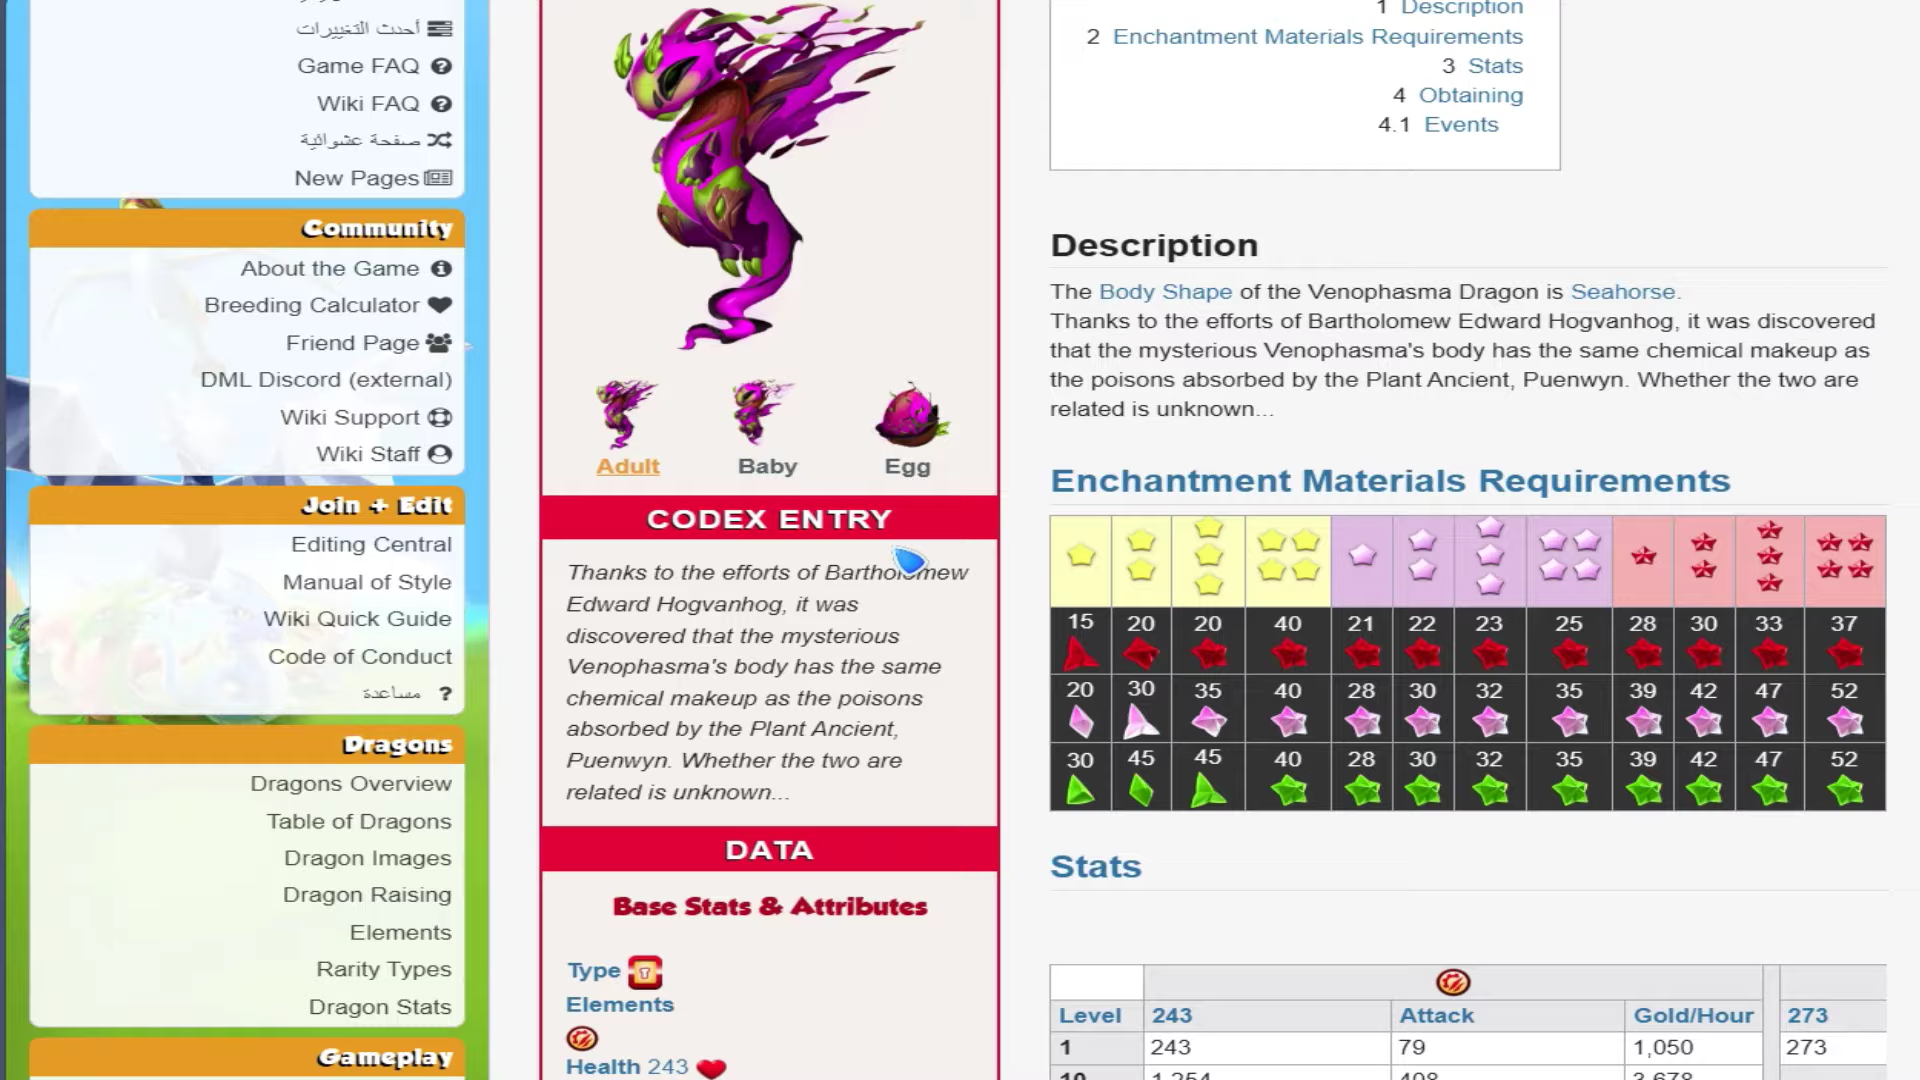 أحدث التغييرات
Game FAQ
Wiki FAQ
صفحة عشوائية
New Pages
Community
About the Game
Breeding Calculator
Friend Page
DML Discord (external)
Wiki Support
Wiki Staff
Join + Edit
Editing Central
Manual of Style
Wiki Quick Guide
Code of Conduct
مساعدة
Dragons
Dragons Overview
Table of Dragons
Dragon Images
Dragon Raising
Elements
Rarity Types
Dragon Stats
Gameplay
Adult Baby Egg
CODEX ENTRY
Thanks to the efforts of Bartholomew
Edward Hogvanhog, it was
discovered that the mysterious
Venophasma's body has the same
chemical makeup as the poisons
absorbed by the Plant Ancient,
Puenwyn. Whether the two are
related is unknown...
DATA
Base Stats & Attributes
Type
Elements
Health 243
1 Description
2 Enchantment Materials Requirements
3 Stats
4 Obtaining
4.1 Events
Description
The Body Shape of the Venophasma Dragon is Seahorse.
Thanks to the efforts of Bartholomew Edward Hogvanhog, it was discovered
that the mysterious Venophasma's body has the same chemical makeup as
the poisons absorbed by the Plant Ancient, Puenwyn. Whether the two are
related is unknown...
Enchantment Materials Requirements
15 20 20 40 21 22 23 25 28 30 33 37
20 30 35 40 28 30 32 35 39 42 47 52
30 45 45 40 28 30 32 35 39 42 47 52
Stats
Level 243 Attack Gold/Hour 273
1 243 79 1,050 273
10 1,254 408 3,678